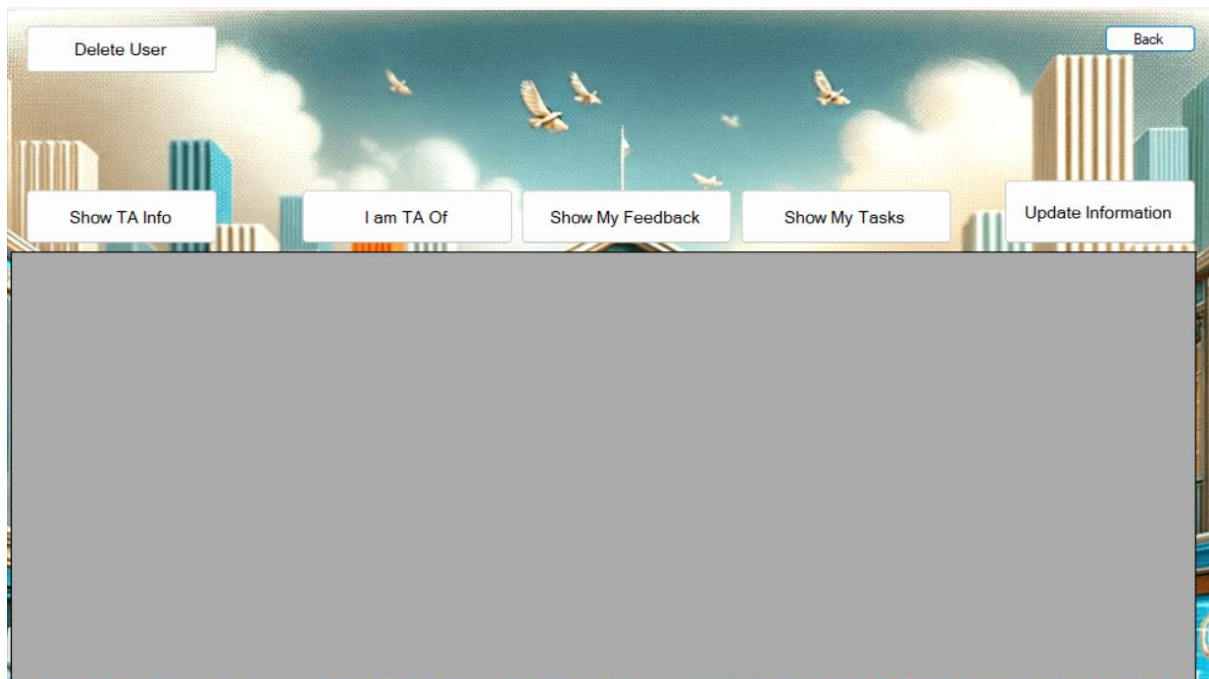 Delete User
Back
Show TA Info
I am TA Of
Show My Feedback
Show My Tasks
Update Information